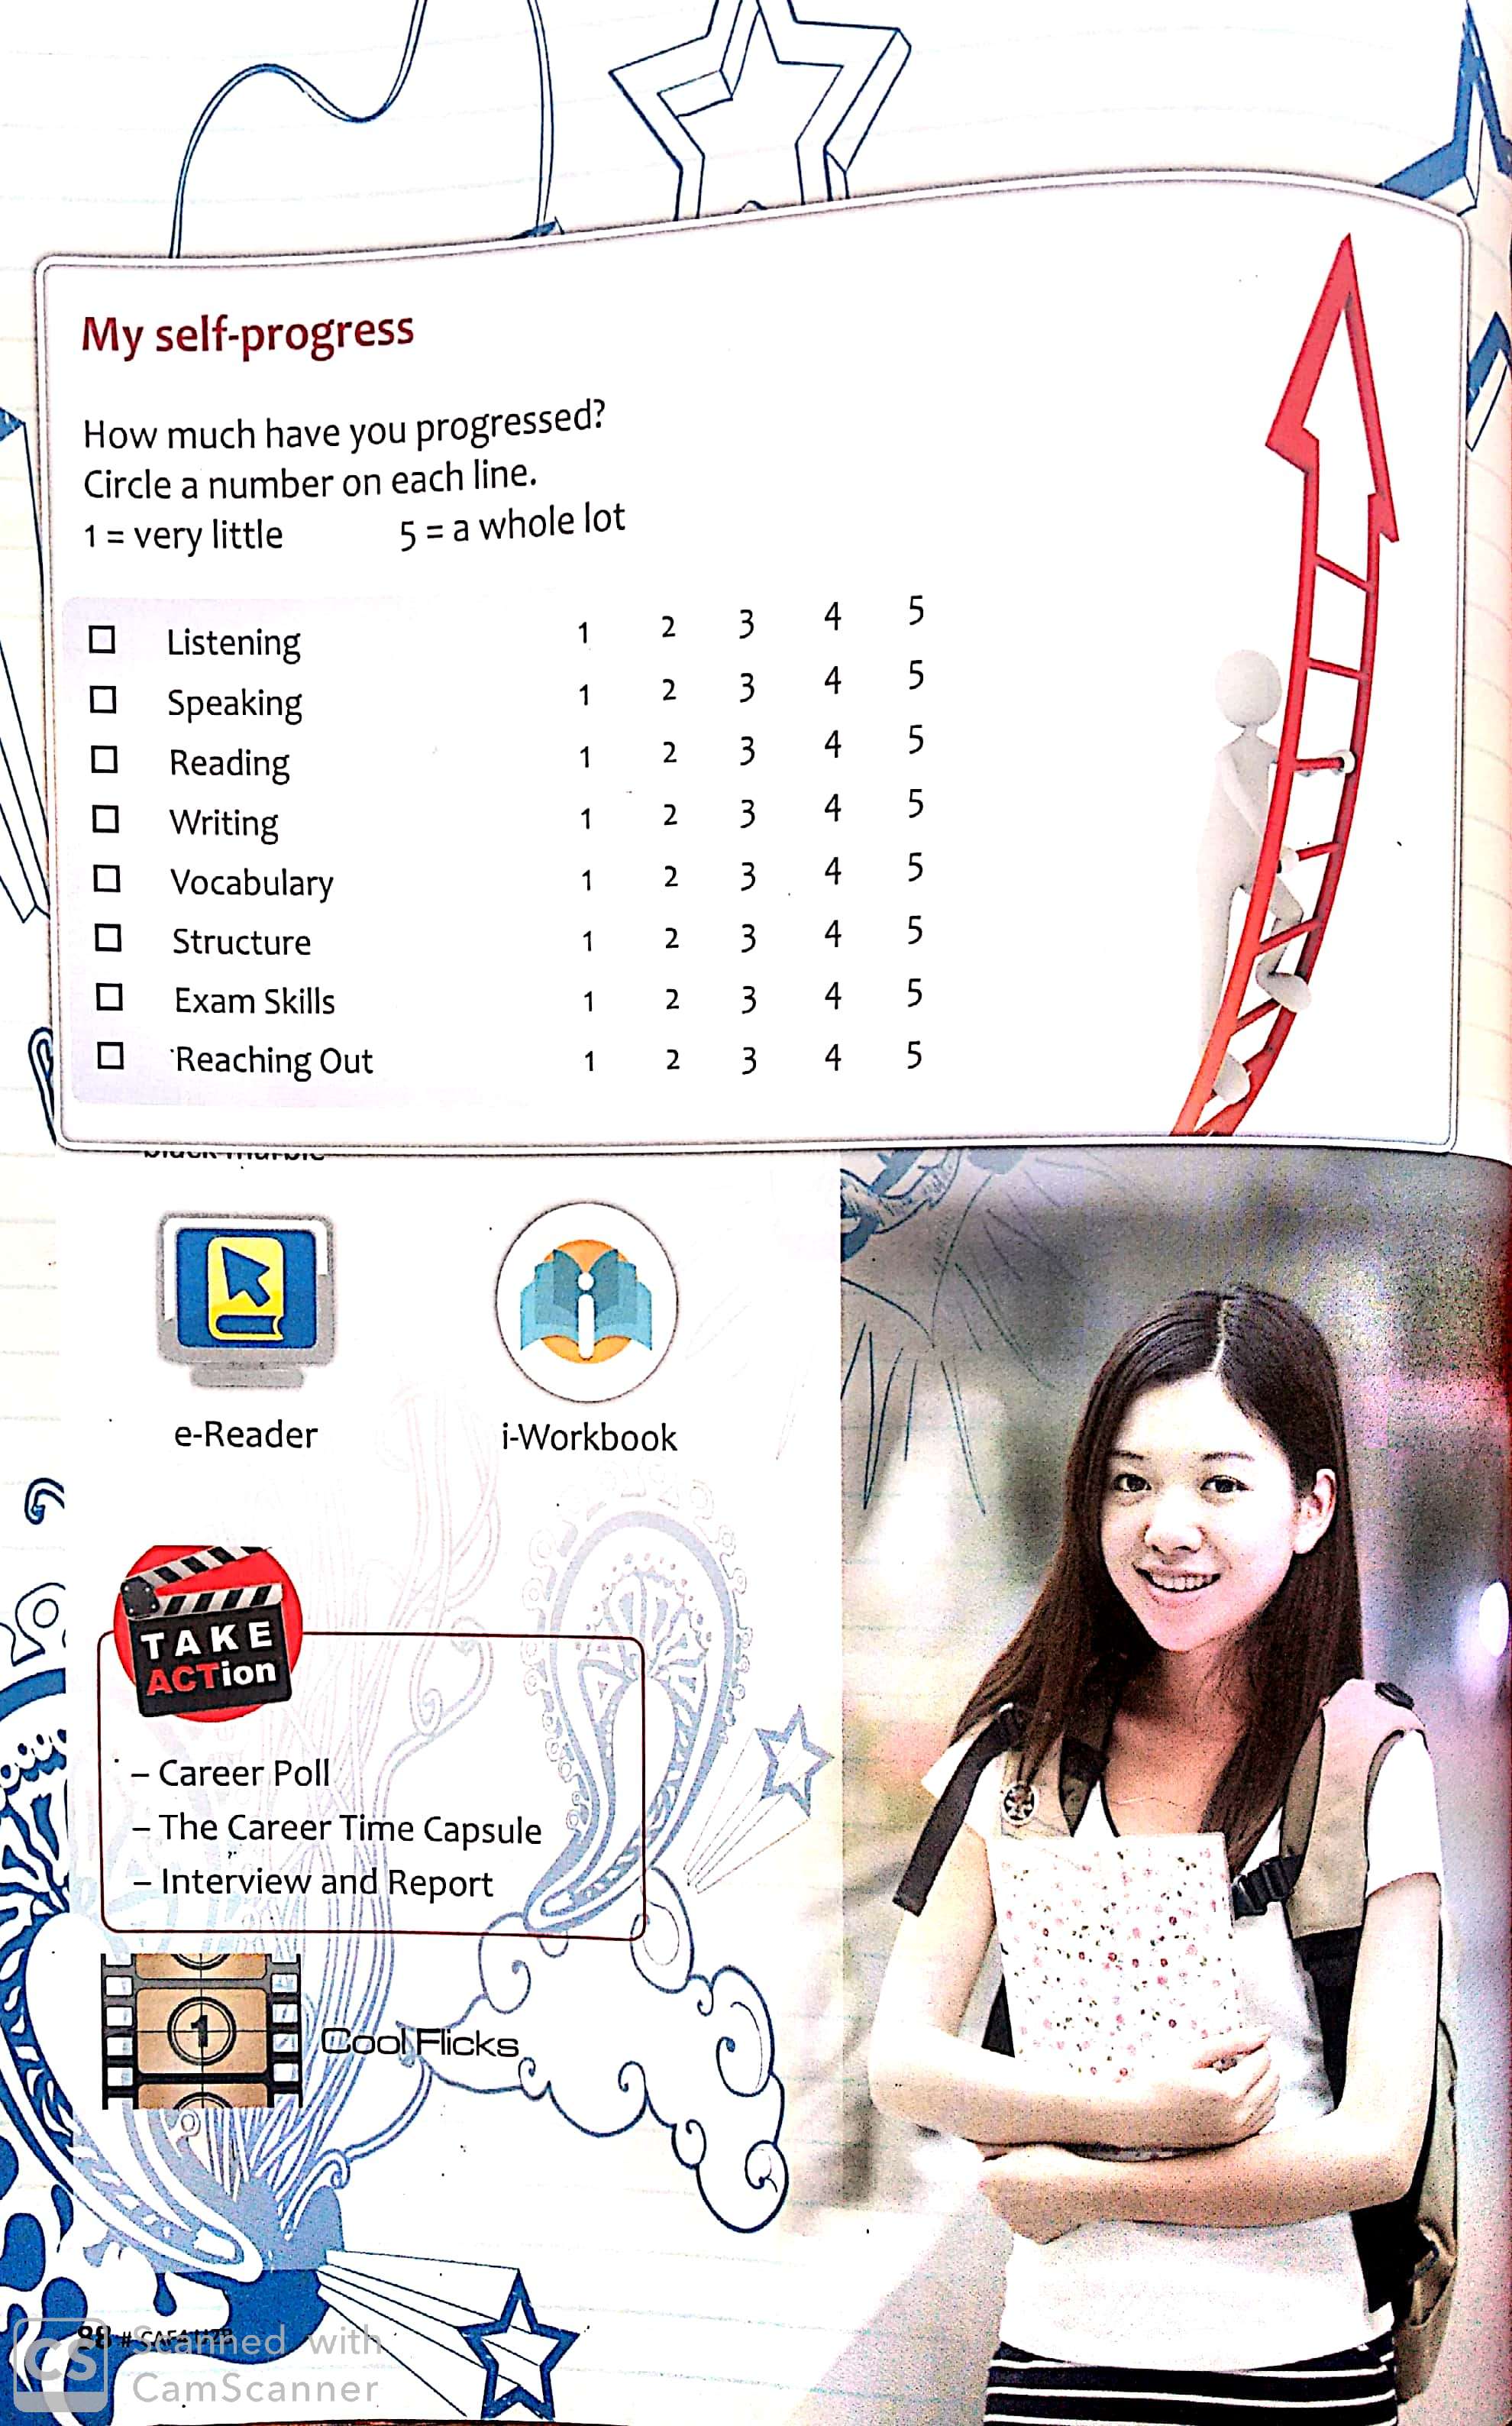 My self-progress
How much have you progressed?
Circle a number on each line.
1 = very little 5 = a whole lot
Listening 1 2 3 4 5
Speaking 1 2 3 4 5
Reading 1 2 3 4 5
Writing 1 2 3 4 5
Vocabulary 1 2 3 4 5
Structure 1 2 3 4 5
Exam Skills 1 2 3 4 5
Reaching Out 1 2 3 4 5
e-Reader i-Workbook
TAKE
ACTion
– Career Poll
– The Career Time Capsule
– Interview and Report
1
Cool Flicks
88 #
CS Scanned with
CamScanner